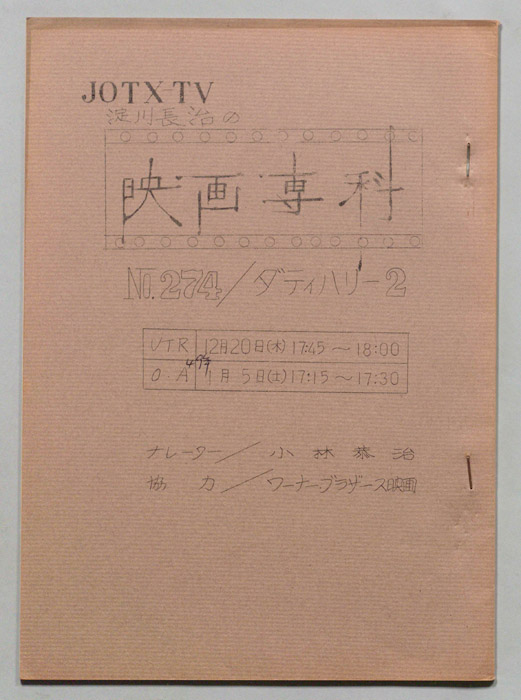 JOTX-TV
淀川長治の
映画専科
No.274/ダティハリー2
VTR 12月20日(木)17:45〜18:00
O.A 1月5日(土)17:15〜17:30
ナレーター/小林恭治
協力/ワーナーブラザース映画